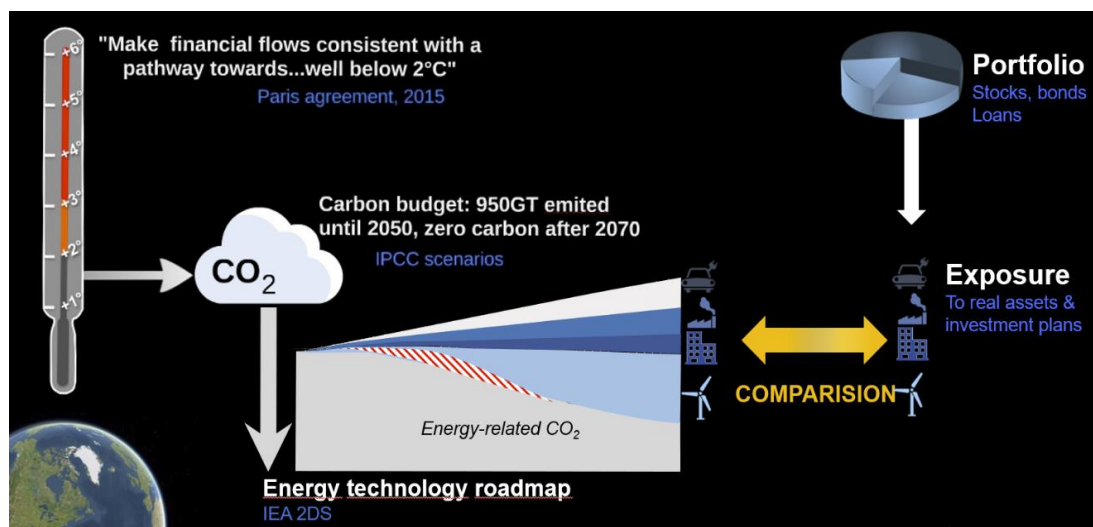 "Make financial flows consistent with a
pathway towards...well below 2°C"
Paris agreement, 2015
+6°
+5°
+4°
+3°
+2°
+1°
Portfolio
Stocks, bonds
Loans
Carbon budget: 950GT emited
until 2050, zero carbon after 2070
IPCC scenarios
CO2
Exposure
To real assets &
investment plans
COMPARISION
Energy-related CO2
Energy technology roadmap
IEA 2DS